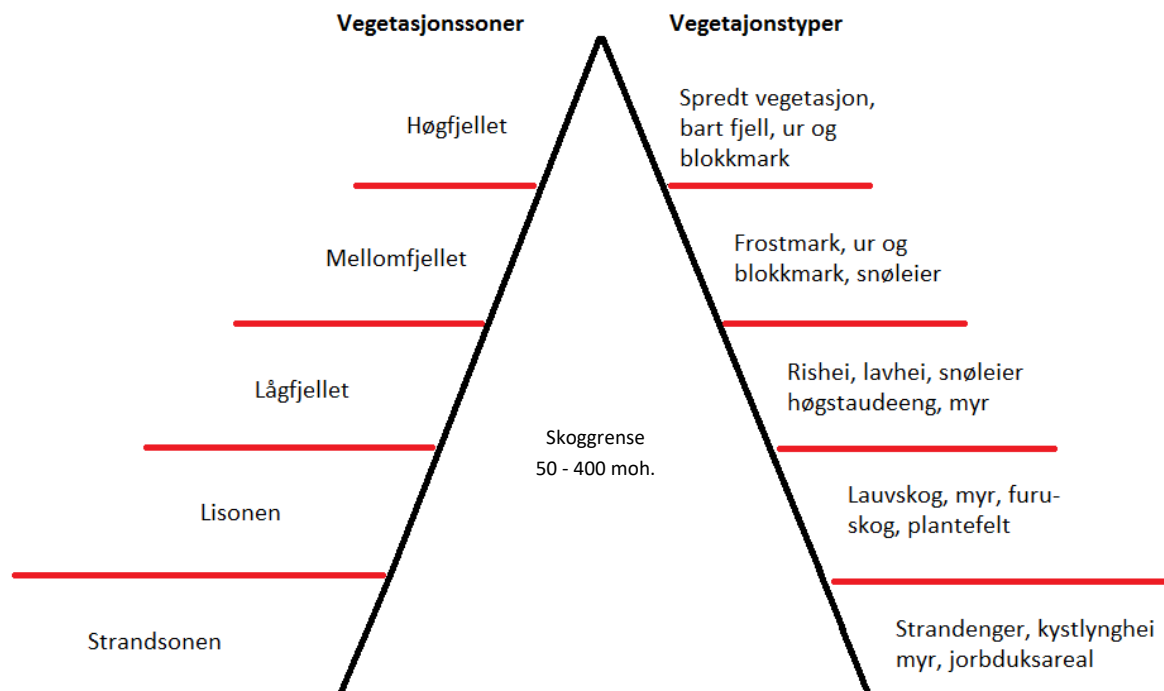 Vegetasjonssoner
Vegetajonstyper
Høgfjellet
Spredt vegetasjon,
bart fjell, ur og
blokkmark
Mellomfjellet
Frostmark, ur og
blokkmark, snøleier
Lågfjellet
Rishei, lavhei, snøleier
høgstaudeeng, myr
Skoggrense
50 - 400 moh.
Lisonen
Lauvskog, myr, furu-
skog, plantefelt
Strandsonen
Strandenger, kystlynghei
myr, jorbduksareal